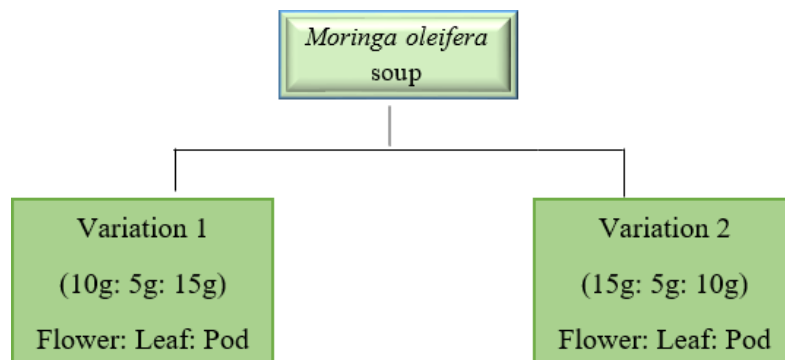 Moringa oleifera
soup
Variation 1
(10g: 5g: 15g)
Flower: Leaf: Pod
Variation 2
(15g: 5g: 10g)
Flower: Leaf: Pod